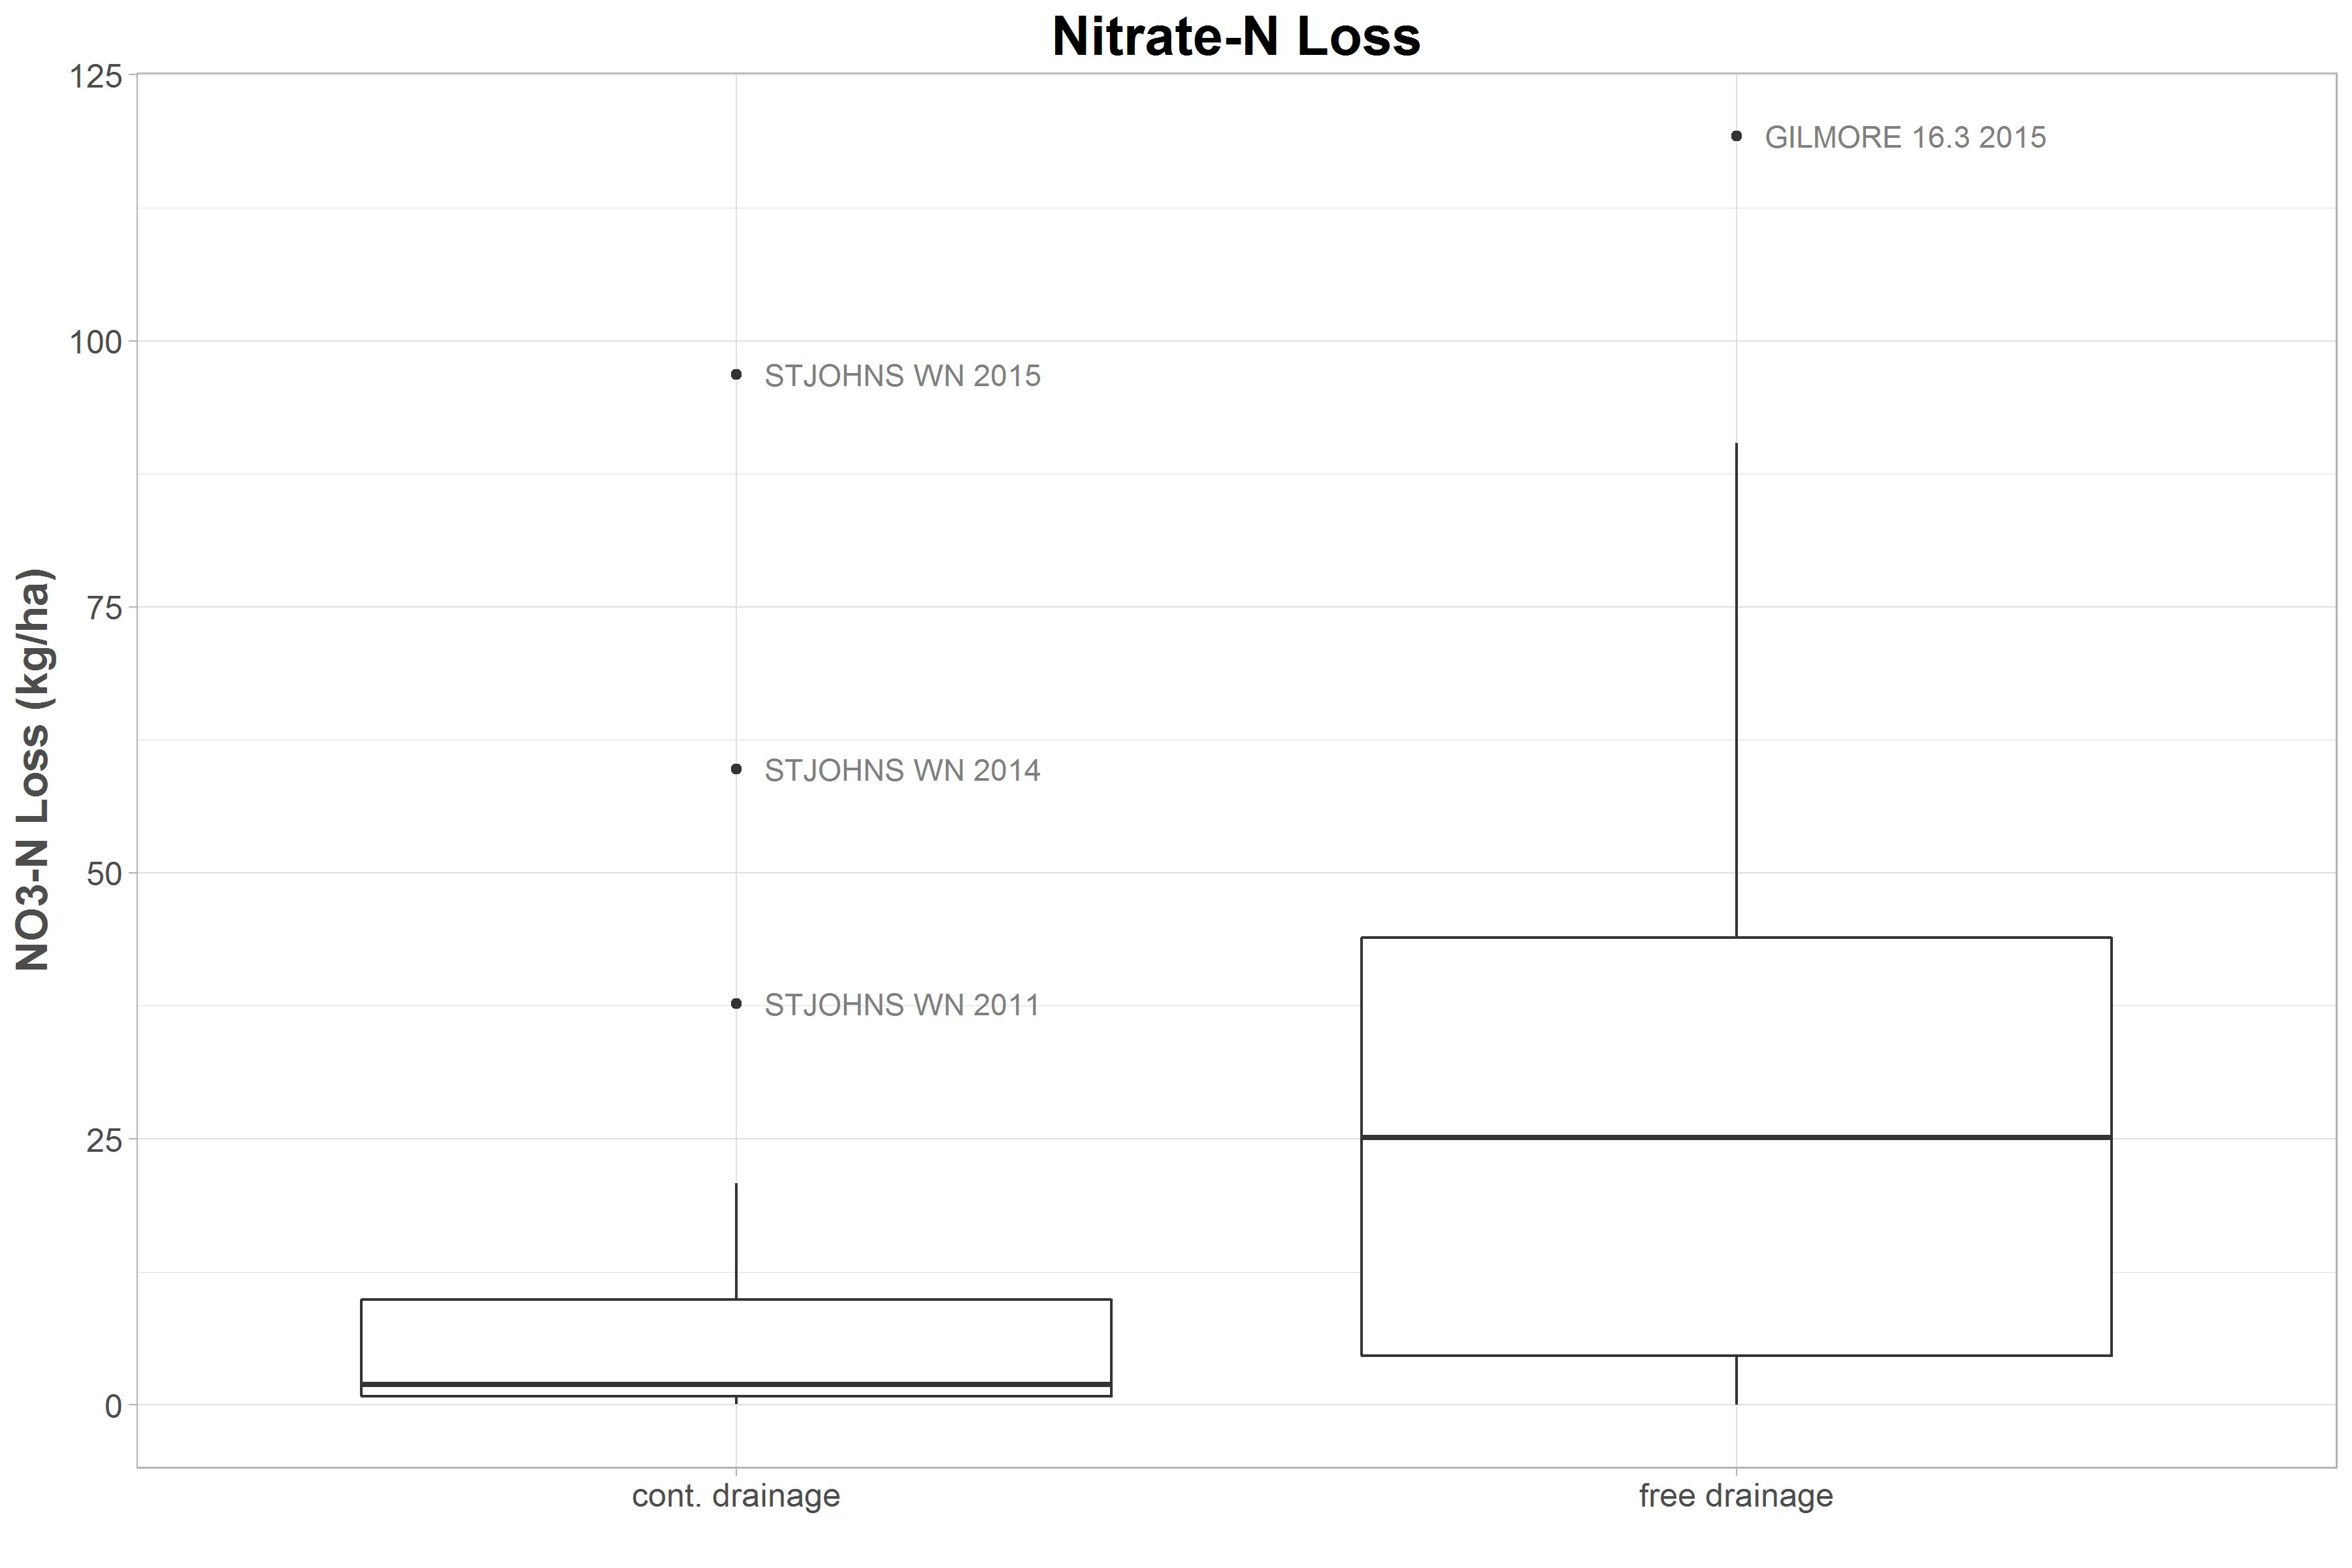 Nitrate-N Loss
125
100
75
50
25
0
NO3-N Loss (kg/ha)
GILMORE 16.3 2015
STJOHNS WN 2015
STJOHNS WN 2014
STJOHNS WN 2011
cont. drainage
free drainage